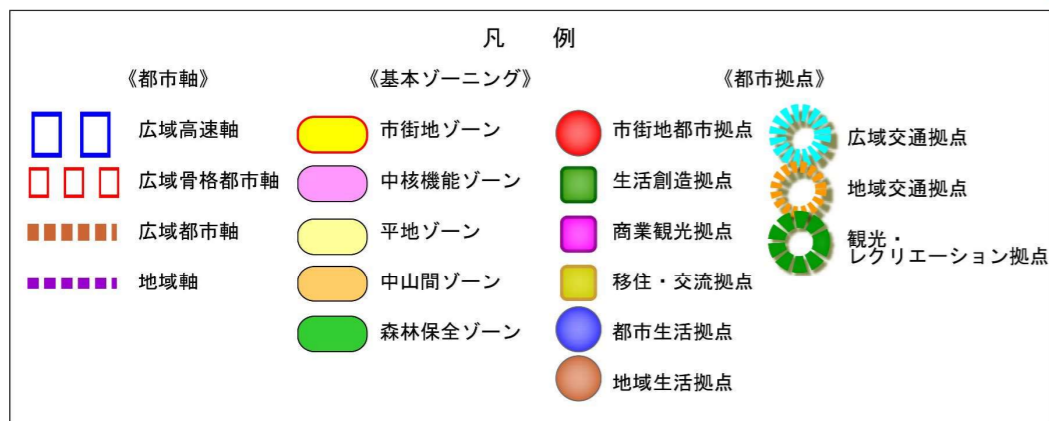 凡　例
《都市軸》
広域高速軸
広域骨格都市軸
広域都市軸
地域軸
《基本ゾーニング》
市街地ゾーン
中核機能ゾーン
平地ゾーン
中山間ゾーン
森林保全ゾーン
《都市拠点》
市街地都市拠点
生活創造拠点
商業観光拠点
移住・交流拠点
都市生活拠点
地域生活拠点
広域交通拠点
地域交通拠点
観光・
レクリエーション拠点